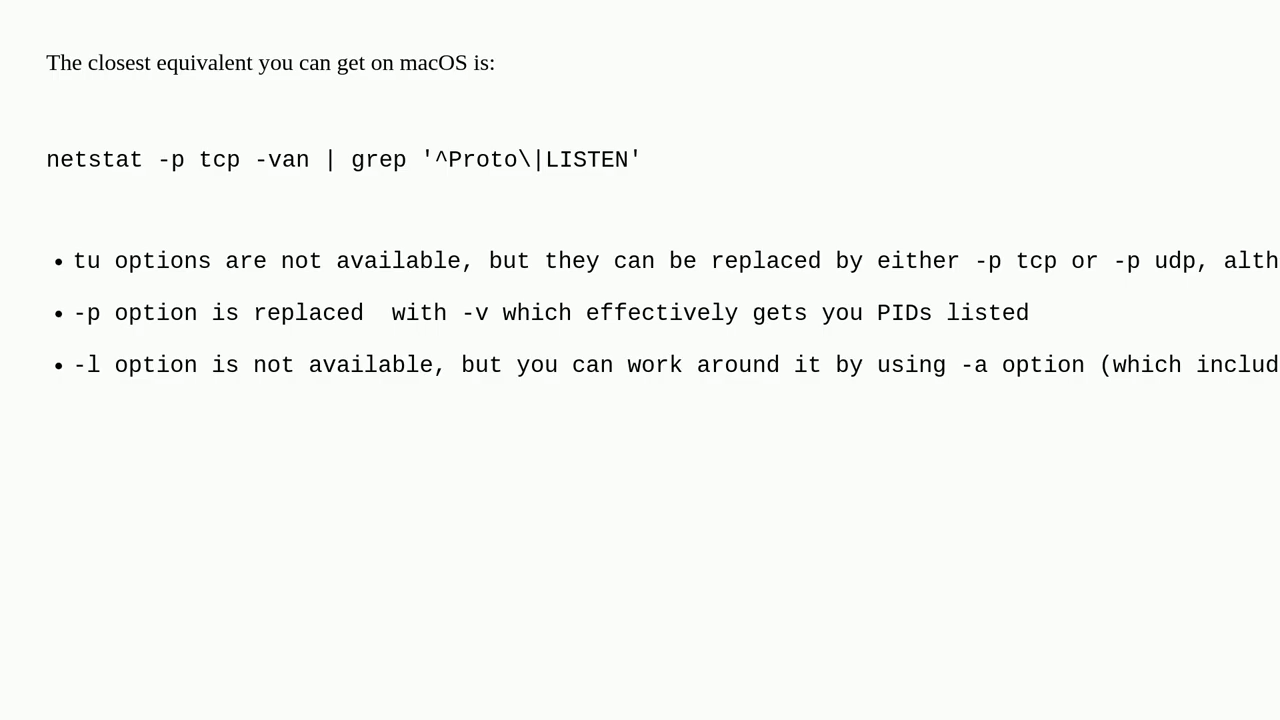 The closest equivalent you can get on macOS is:
netstat -p tcp -van | grep '^Proto\|LISTEN'
• tu options are not available, but they can be replaced by either -p tcp or -p udp, alth
• -p option is replaced  with -v which effectively gets you PIDs listed
• -l option is not available, but you can work around it by using -a option (which includ